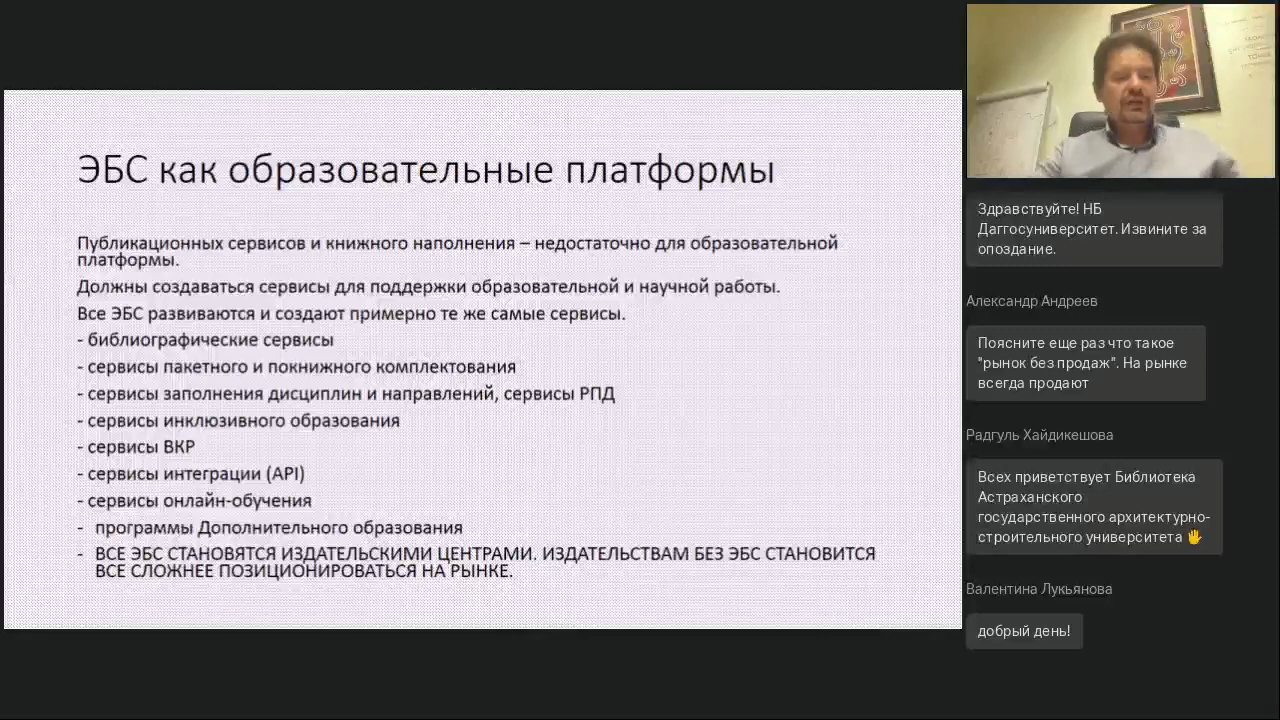 ЭБС как образовательные платформы
Публикационных сервисов и книжного наполнения – недостаточно для образовательной
платформы.
Должны создаваться сервисы для поддержки образовательной и научной работы.
Все ЭБС развиваются и создают примерно те же самые сервисы.
- библиографические сервисы
- сервисы пакетного и покнижного комплектования
- сервисы заполнения дисциплин и направлений, сервисы РПД
- сервисы инклюзивного образования
- сервисы ВКР
- сервисы интеграции (API)
- сервисы онлайн-обучения
- программы Дополнительного образования
- ВСЕ ЭБС СТАНОВЯТСЯ ИЗДАТЕЛЬСКИМИ ЦЕНТРАМИ. ИЗДАТЕЛЬСТВАМ БЕЗ ЭБС СТАНОВИТСЯ
ВСЕ СЛОЖНЕЕ ПОЗИЦИОНИРОВАТЬСЯ НА РЫНКЕ.
Здравствуйте! НБ
Даггосуниверситет. Извините за
опоздание.
Александр Андреев
Поясните еще раз что такое
"рынок без продаж". На рынке
всегда продают
Радгуль Хайдикешова
Всех приветствует Библиотека
Астраханского
государственного архитектурно-
строительного университета 🖐
Валентина Лукьянова
добрый день!